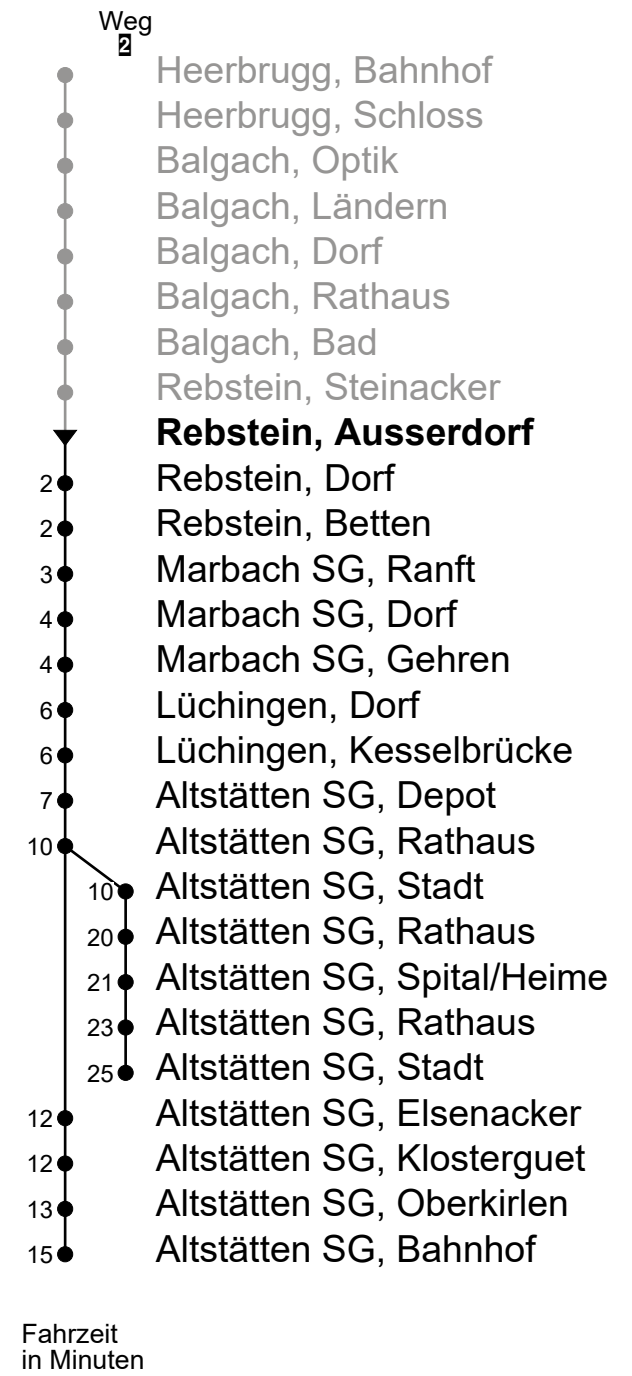 Weg
2
Heerbrugg, Bahnhof
Heerbrugg, Schloss
Balgach, Optik
Balgach, Ländern
Balgach, Dorf
Balgach, Rathaus
Balgach, Bad
Rebstein, Steinacker
Rebstein, Ausserdorf
2 Rebstein, Dorf
2 Rebstein, Betten
3 Marbach SG, Ranft
4 Marbach SG, Dorf
4 Marbach SG, Gehren
6 Lüchingen, Dorf
6 Lüchingen, Kesselbrücke
7 Altstätten SG, Depot
10 Altstätten SG, Rathaus
10 Altstätten SG, Stadt
20 Altstätten SG, Rathaus
21 Altstätten SG, Spital/Heime
23 Altstätten SG, Rathaus
25 Altstätten SG, Stadt
12 Altstätten SG, Elsenacker
12 Altstätten SG, Klosterguet
13 Altstätten SG, Oberkirlen
15 Altstätten SG, Bahnhof
Fahrzeit
in Minuten